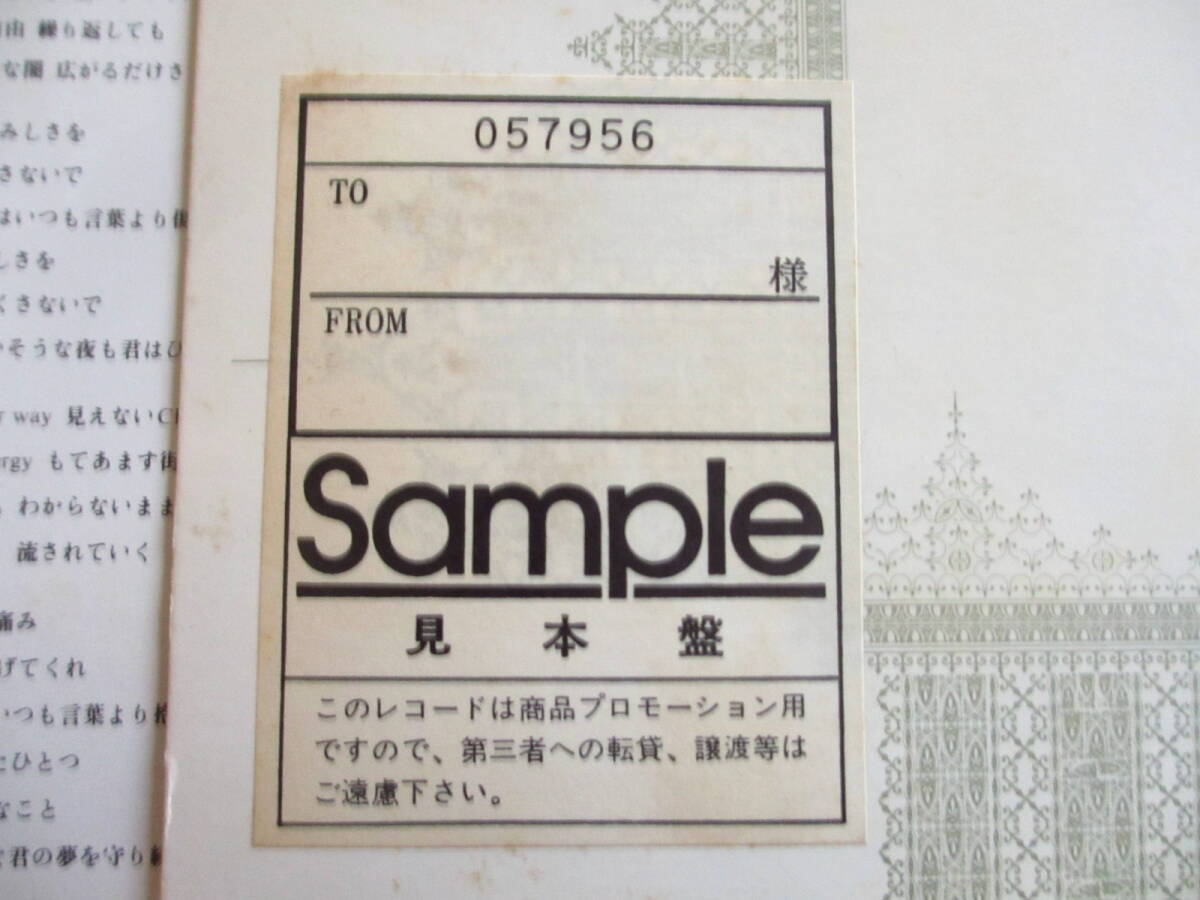 繰り返しても
な闇 広がるだけさ
みしさを
さないで
はいつも言葉より
しさを
くさないで
そうな夜も君は
way 見えない
もてあます街
わからないまま
流されていく
痛み
げてくれ
いつも言葉より
たひとつ
なこと
君の夢を守り
057956
TO
様
FROM
Sample
見本盤
このレコードは商品プロモーション用
ですので、第三者への転貸、譲渡等は
ご遠慮下さい。